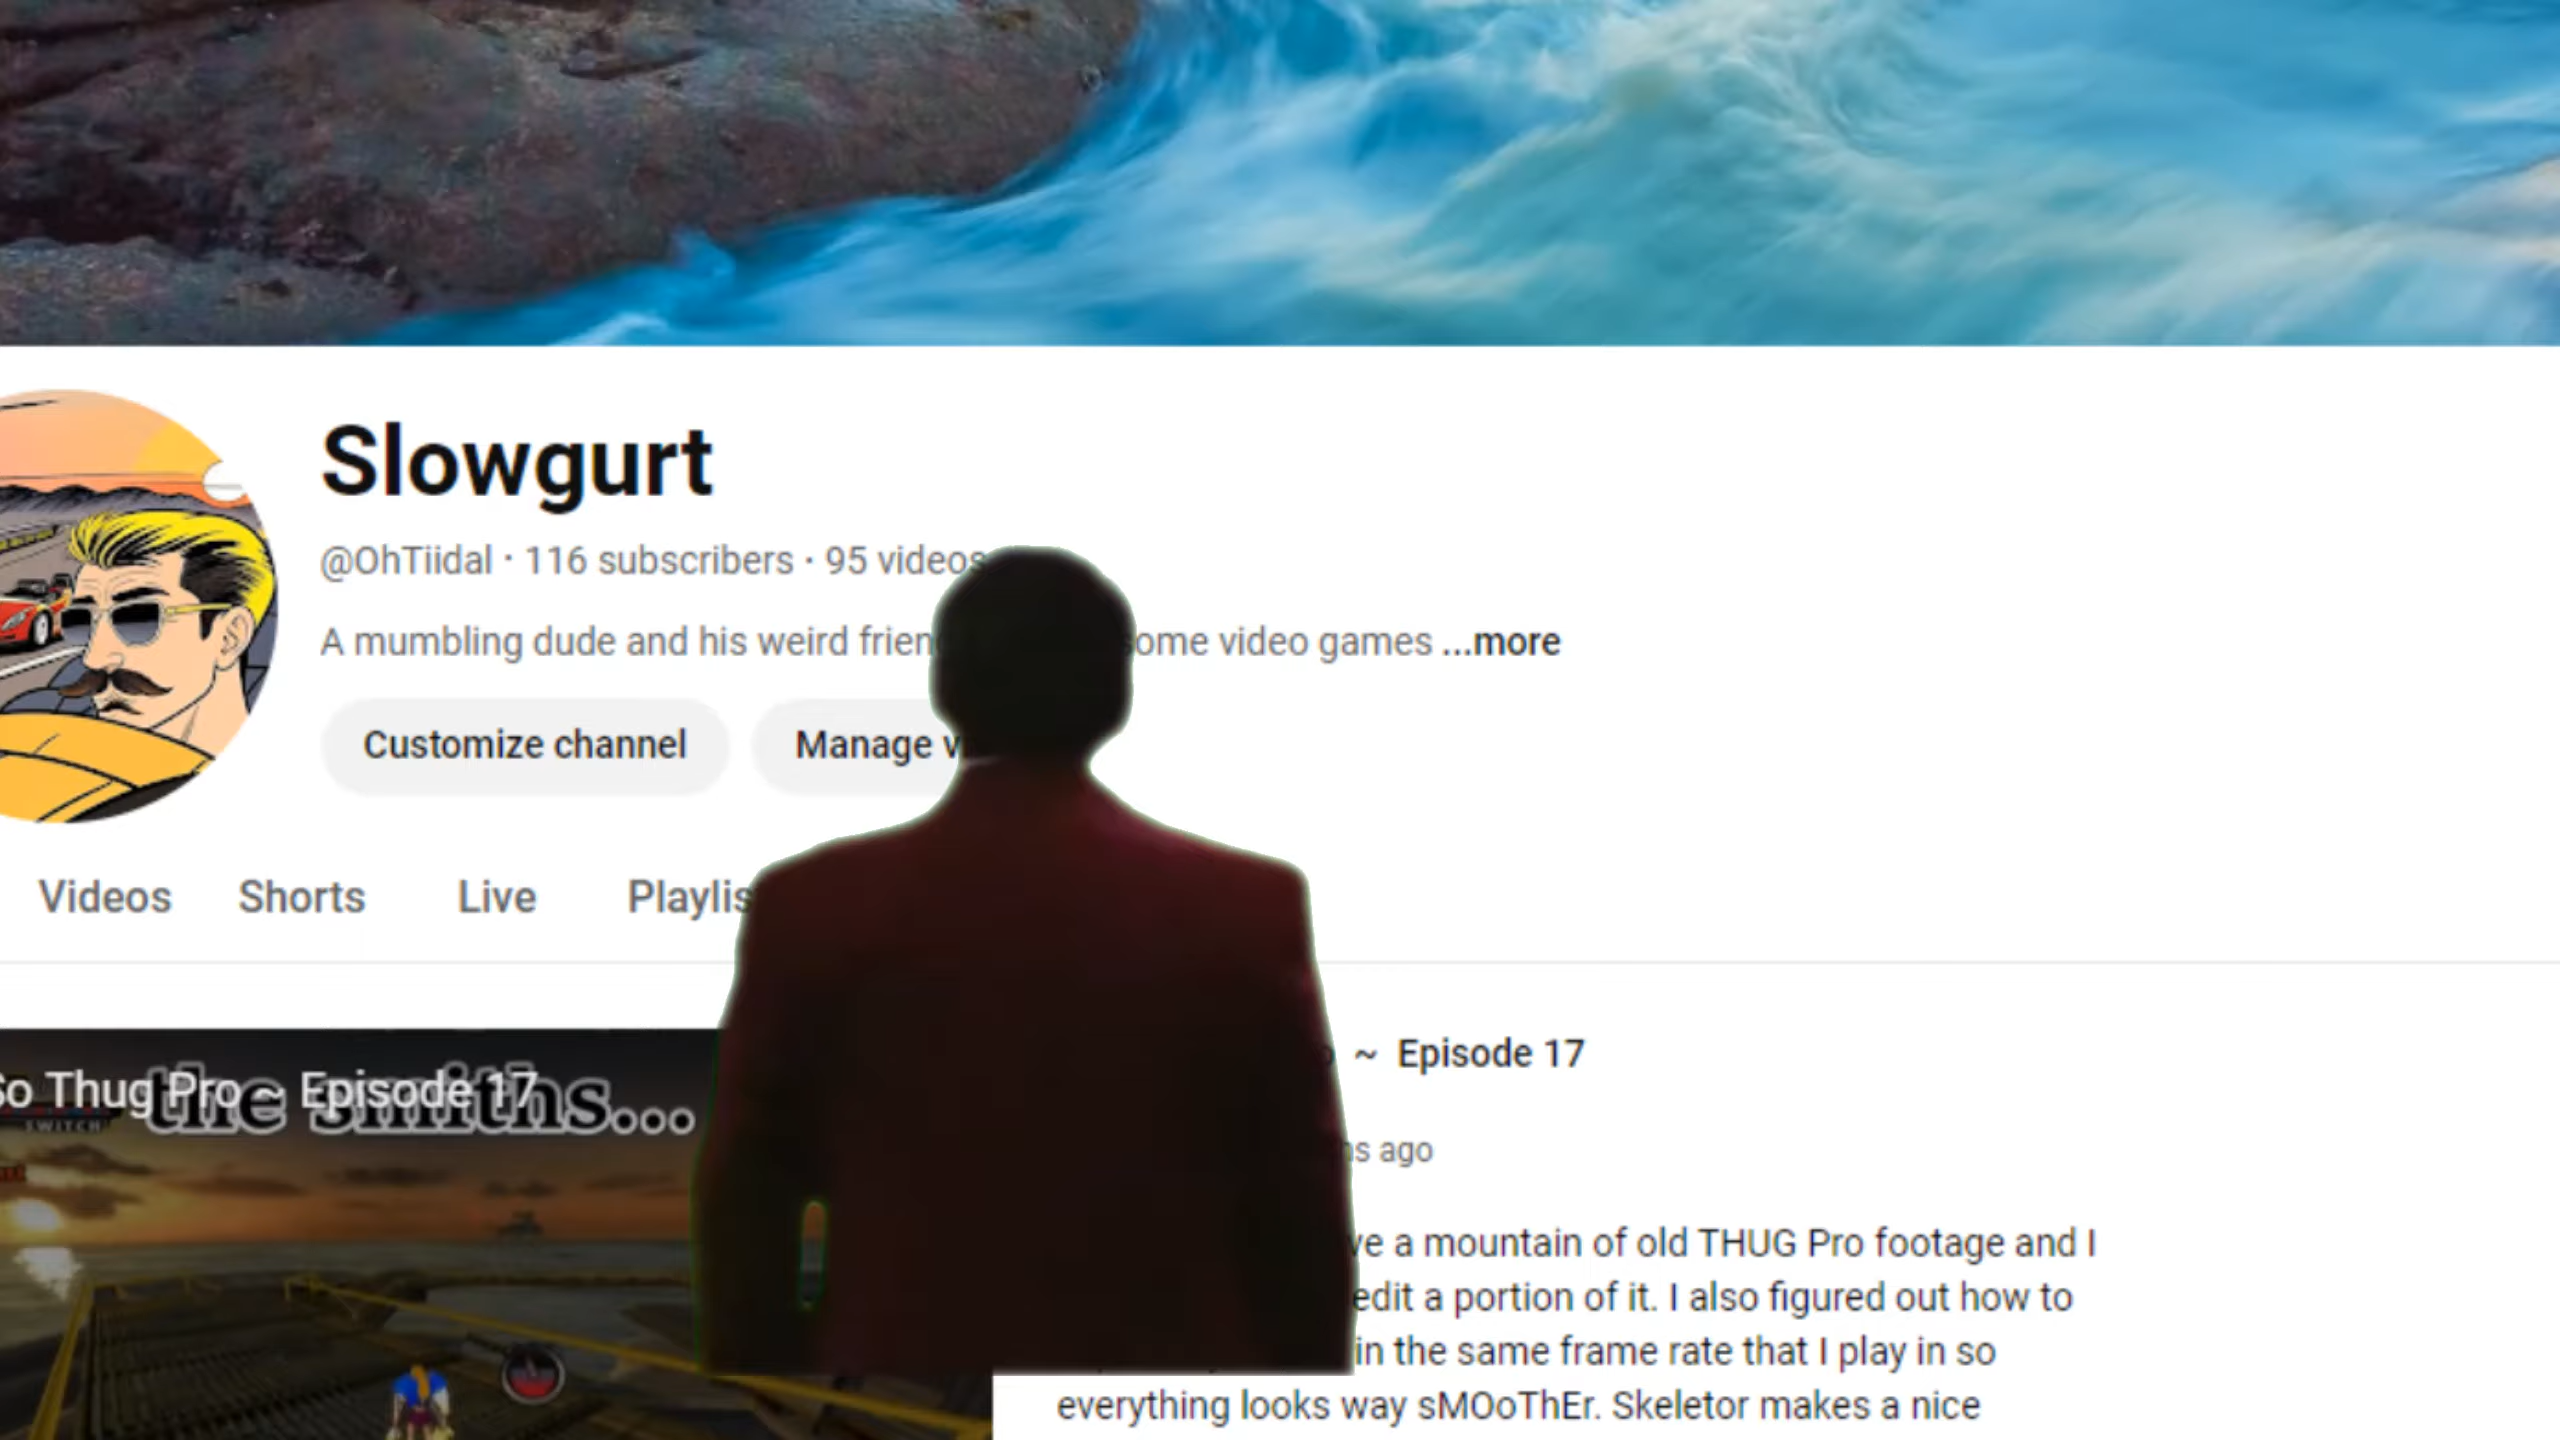 Slowgurt
@OhTiidal · 116 subscribers · 95 videos
A mumbling dude and his weird some video games ...more
Customize channel
Manage
Videos
Shorts
Live
So Thug Pro ~ Episode 17
the smiths...
SWITCH
~ Episode 17
ago
a mountain of old THUG Pro footage and I
edit a portion of it. I also figured out how to
in the same frame rate that I play in so
everything looks way sMOoThEr. Skeletor makes a nice